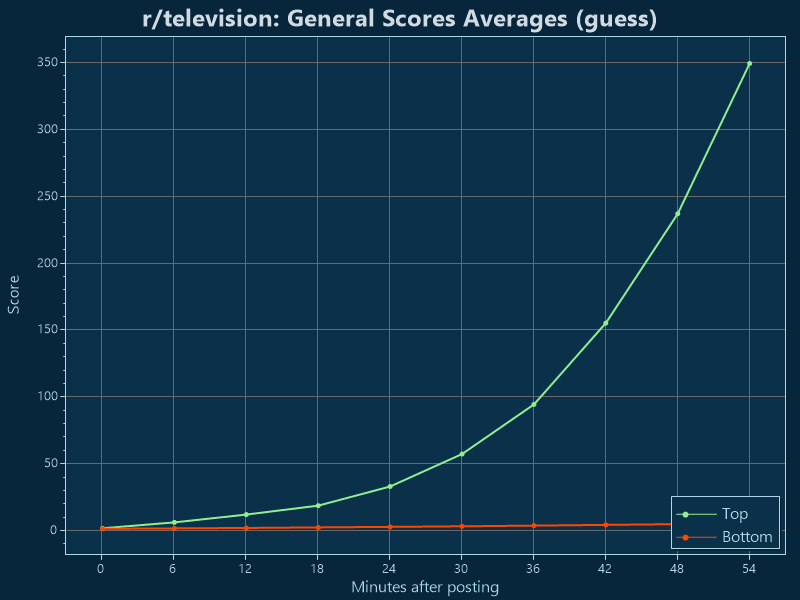 r/television: General Scores Averages (guess)
350
300
250
200
150
100
50
0
Score
0 6 12 18 24 30 36 42 48 54
Minutes after posting
Top
Bottom